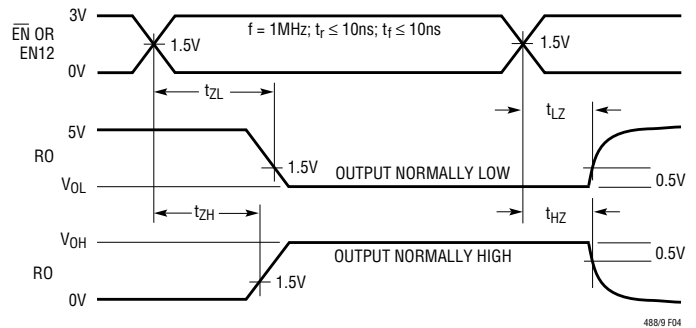 3V
E̅N̅ OR
EN12
f = 1MHz; tr ≤ 10ns; tf ≤ 10ns
1.5V
1.5V
0V
tZL
tLZ
5V
RO
1.5V
OUTPUT NORMALLY LOW
0.5V
VOL
tZH
tHZ
VOH
OUTPUT NORMALLY HIGH
0.5V
RO
1.5V
0V
488/9 F04